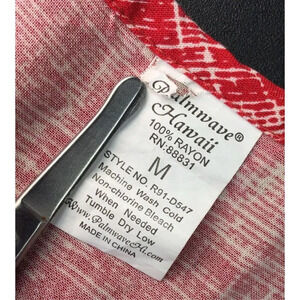 Palmwave®
Hawaii
100% RAYON
RN:88831
M
STYLE NO. R91-D547
Machine Wash Cold
Non-chlorine Bleach
When Needed
Tumble Dry Low
www.PalmwaveHi.com
MADE IN CHINA